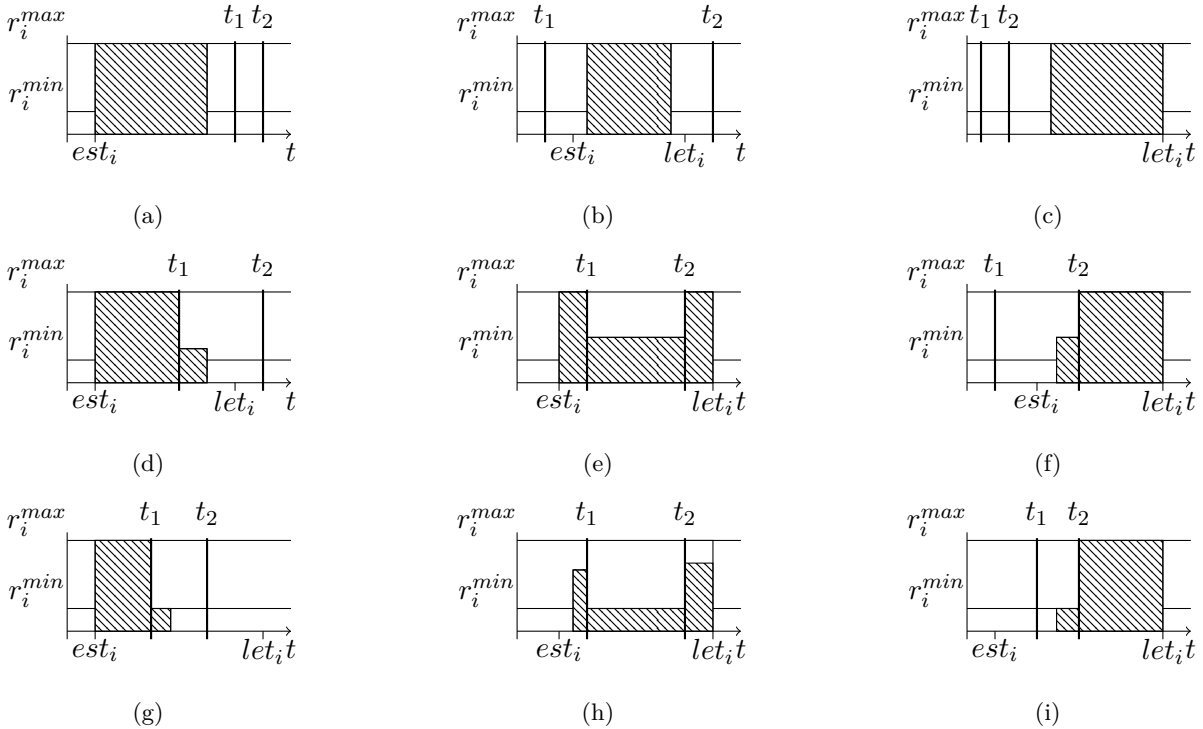 r_i^{max} t_1 t_2
r_i^{min}
est_i t
(a)
r_i^{max} t_1 t_2
r_i^{min}
est_i let_i t
(b)
r_i^{max} t_1 t_2
r_i^{min}
let_i t
(c)
r_i^{max} t_1 t_2
r_i^{min}
est_i let_i t
(d)
r_i^{max} t_1 t_2
r_i^{min}
est_i let_i t
(e)
r_i^{max} t_1 t_2
r_i^{min}
est_i let_i t
(f)
r_i^{max} t_1 t_2
r_i^{min}
est_i let_i t
(g)
r_i^{max} t_1 t_2
r_i^{min}
est_i let_i t
(h)
r_i^{max} t_1 t_2
r_i^{min}
est_i let_i t
(i)